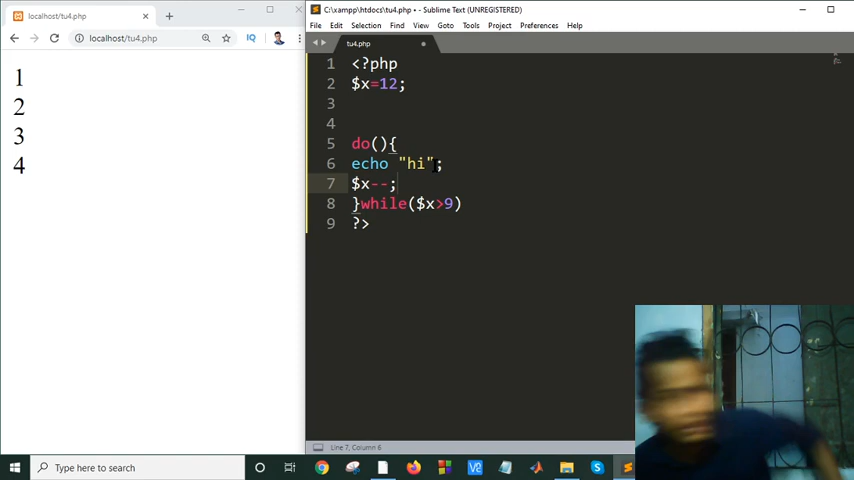 localhost/tu4.php
localhost/tu4.php
IQ
1
2
3
4
C:\xampp\htdocs\tu4.php • - Sublime Text (UNREGISTERED)
File Edit Selection Find View Goto Tools Project Preferences Help
tu4.php
1 <?php
2 $x=12;
3
4
5 do(){
6 echo "hi";
7 $x--;
8 }while($x>9)
9 ?>
Line 7, Column 6
Type here to search